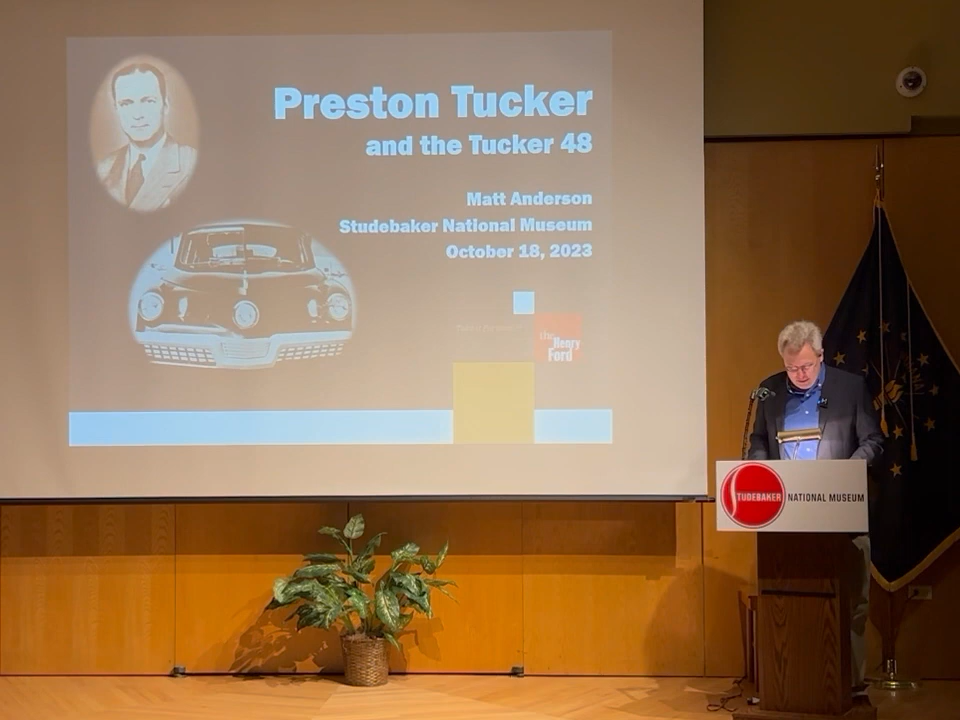 Preston Tucker
and the Tucker 48
Matt Anderson
Studebaker National Museum
October 18, 2023
the
Henry
Ford
STUDEBAKER
NATIONAL MUSEUM